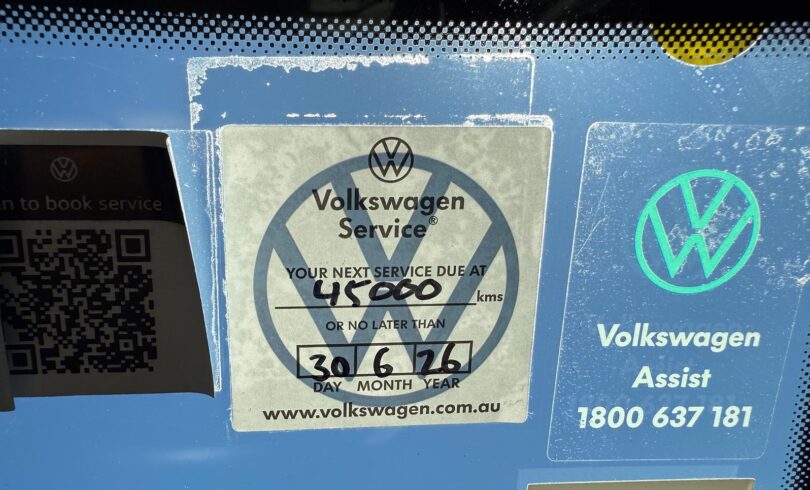 n to book service
Volkswagen
Service®
YOUR NEXT SERVICE DUE AT
45000 kms
OR NO LATER THAN
30 6 26
DAY MONTH YEAR
www.volkswagen.com.au
Volkswagen
Assist
1800 637 181